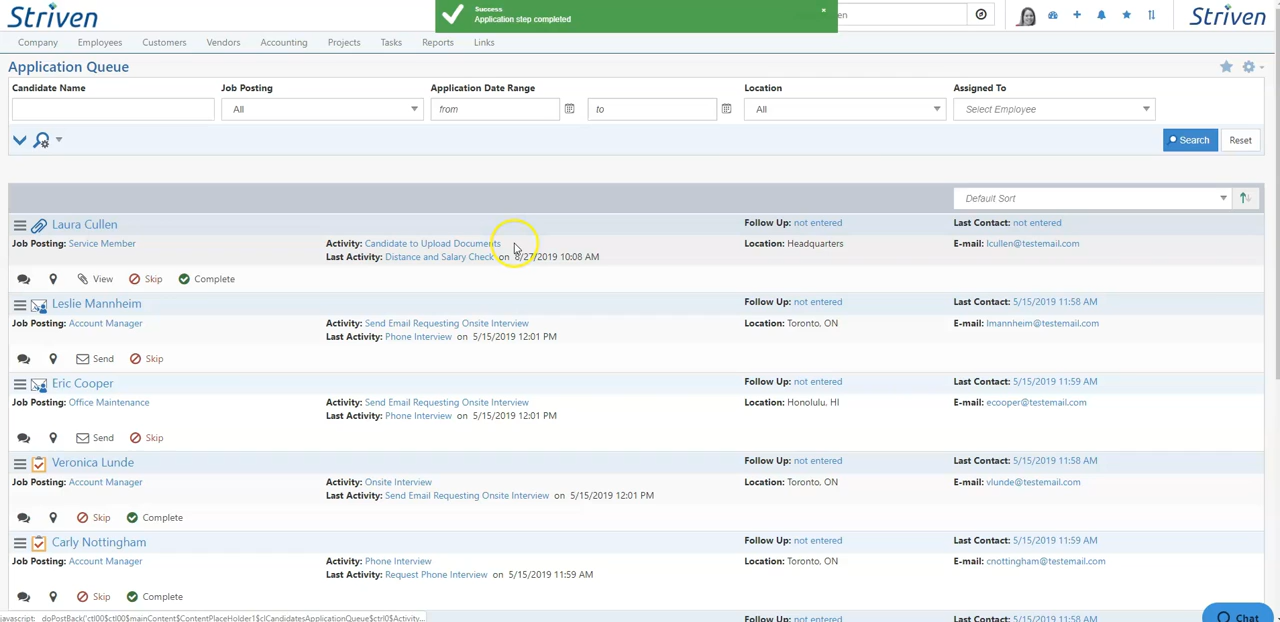 Striven
Success
Application step completed
en
Striven
Company Employees Customers Vendors Accounting Projects Tasks Reports Links
Application Queue
Candidate Name Job Posting Application Date Range Location Assigned To
All from to All Select Employee
Search Reset
Default Sort
Laura Cullen Follow Up: not entered Last Contact: not entered
Job Posting: Service Member Activity: Candidate to Upload Documents Location: Headquarters E-mail: lcullen@testemail.com
Last Activity: Distance and Salary Check on 8/27/2019 10:08 AM
View Skip Complete
Leslie Mannheim Follow Up: not entered Last Contact: 5/15/2019 11:58 AM
Job Posting: Account Manager Activity: Send Email Requesting Onsite Interview Location: Toronto, ON E-mail: lmannheim@testemail.com
Last Activity: Phone Interview on 5/15/2019 12:01 PM
Send Skip
Eric Cooper Follow Up: not entered Last Contact: 5/15/2019 11:59 AM
Job Posting: Office Maintenance Activity: Send Email Requesting Onsite Interview Location: Honolulu, HI E-mail: ecooper@testemail.com
Last Activity: Phone Interview on 5/15/2019 12:01 PM
Send Skip
Veronica Lunde Follow Up: not entered Last Contact: 5/15/2019 11:58 AM
Job Posting: Account Manager Activity: Onsite Interview Location: Toronto, ON E-mail: vlunde@testemail.com
Last Activity: Send Email Requesting Onsite Interview on 5/15/2019 12:01 PM
Skip Complete
Carly Nottingham Follow Up: not entered Last Contact: 5/15/2019 11:59 AM
Job Posting: Account Manager Activity: Phone Interview Location: Toronto, ON E-mail: cnottingham@testemail.com
Last Activity: Request Phone Interview on 5/15/2019 11:59 AM
Skip Complete
Chat
javascript:__doPostBack('ctl00$ctl00$mainContent$ContentPlaceHolder1$clCandidatesApplicationQueue$ctrl0$Activity...